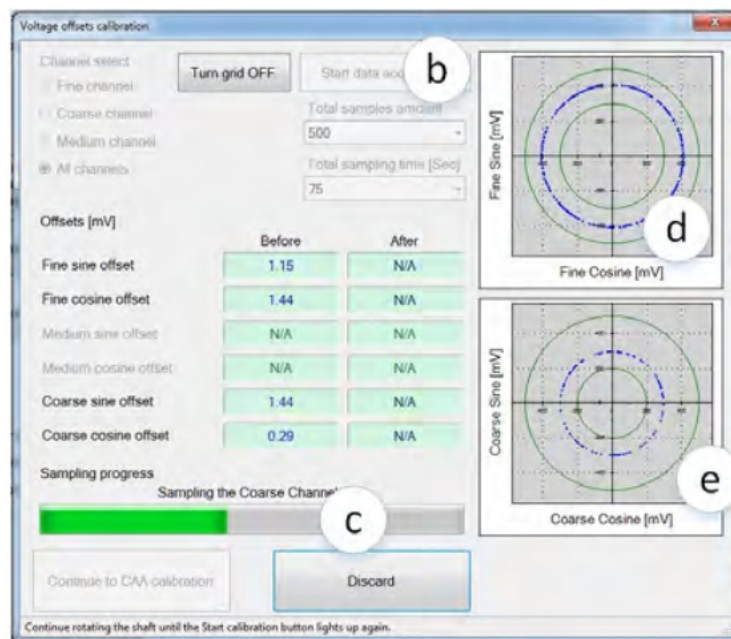 Voltage offsets calibration
Channel select
Fine channel
Coarse channel
Medium channel
All channels
Turn grid OFF
Start data acq
b
Total samples amount
500
Total sampling time [Sec]
75
Offsets [mV]
Before After
Fine sine offset 1.15 N/A
Fine cosine offset 1.44 N/A
Medium sine offset N/A N/A
Medium cosine offset N/A N/A
Coarse sine offset 1.44 N/A
Coarse cosine offset 0.29 N/A
Sampling progress
Sampling the Coarse Channel
c
Continue to CAA calibration
Discard
Continue rotating the shaft until the Start calibration button lights up again.
Fine Sine [mV]
d
Fine Cosine [mV]
Coarse Sine [mV]
e
Coarse Cosine [mV]